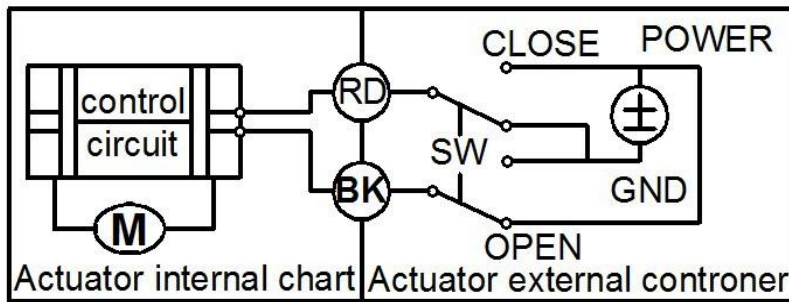 CLOSE POWER
RD
control
circuit
SW
BK
GND
M
OPEN
Actuator internal chart
Actuator external controner